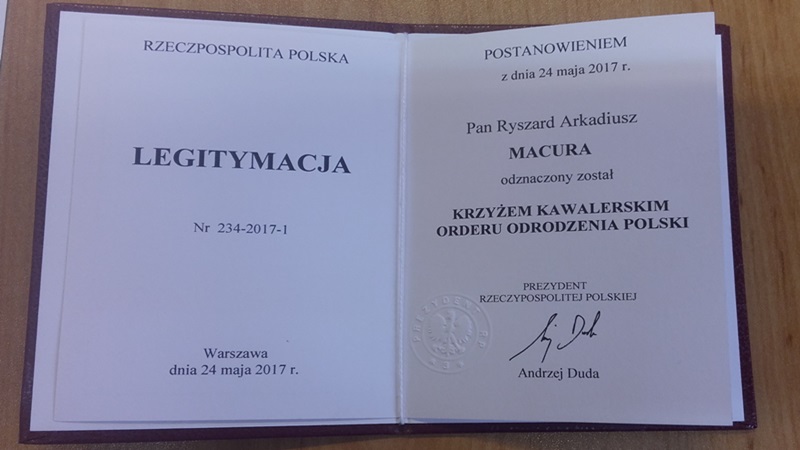 RZECZPOSPOLITA POLSKA
LEGITYMACJA
Nr 234-2017-1
Warszawa
dnia 24 maja 2017 r.
POSTANOWIENIEM
z dnia 24 maja 2017 r.
Pan Ryszard Arkadiusz
MACURA
odznaczony został
KRZYŻEM KAWALERSKIM
ORDERU ODRODZENIA POLSKI
PREZYDENT
RZECZYPOSPOLITEJ POLSKIEJ
Andrzej Duda